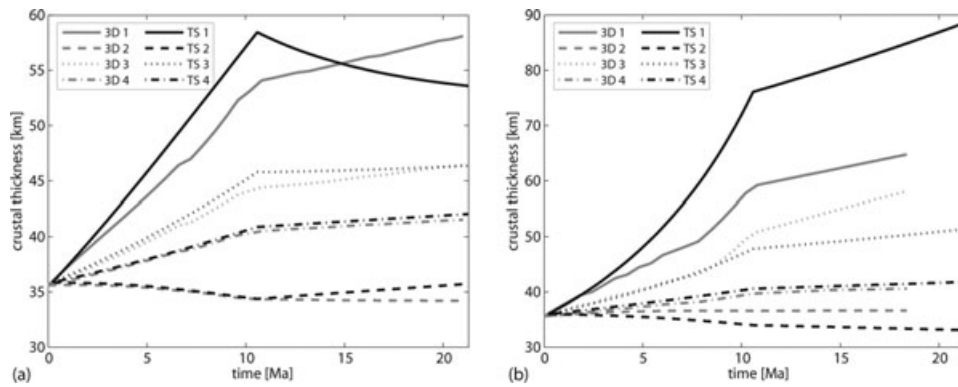 60
55
50
45
40
35
30
crustal thickness [km]
3D 1
3D 2
3D 3
3D 4
TS 1
TS 2
TS 3
TS 4
0
5
10
15
20
time [Ma]
(a)
90
80
70
60
50
40
30
crustal thickness [km]
3D 1
3D 2
3D 3
3D 4
TS 1
TS 2
TS 3
TS 4
0
5
10
15
20
time [Ma]
(b)